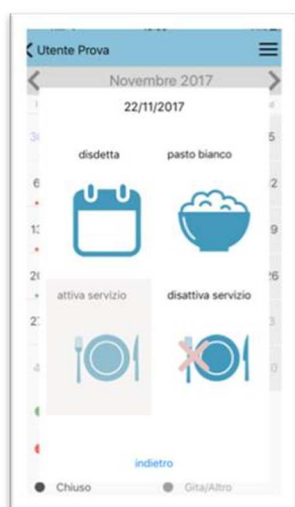 Utente Prova
Novembre 2017
22/11/2017
disdetta pasto bianco
attiva servizio disattiva servizio
indietro
Chiuso Gita/Altro